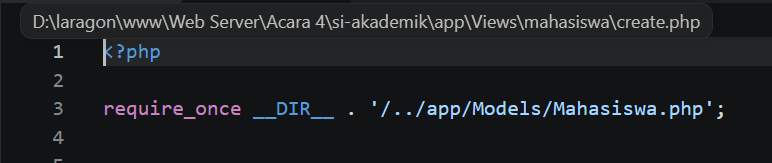 D:\laragon\www\Web Server\Acara 4\si-akademik\app\Views\mahasiswa\create.php
1 <?php
2
3 require_once __DIR__ . '/../app/Models/Mahasiswa.php';
4